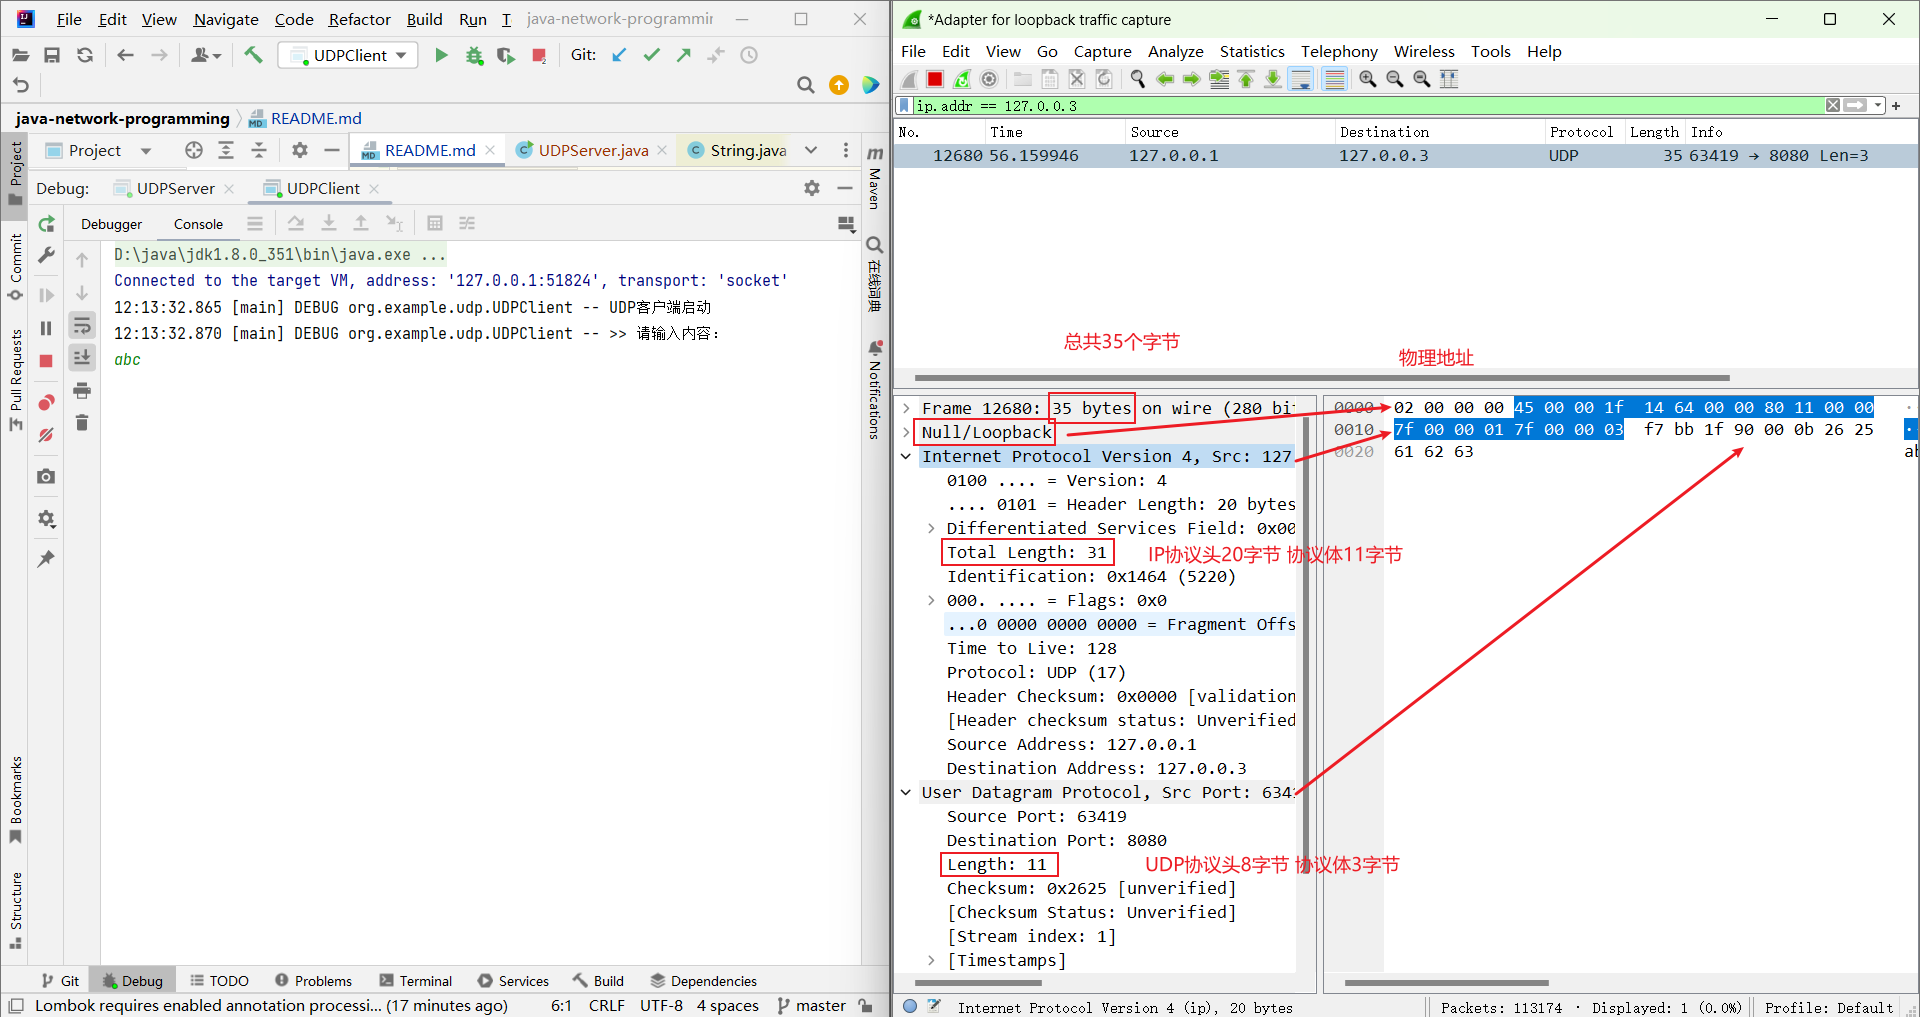 File Edit View Navigate Code Refactor Build Run T java-network-programmin
UDPClient
Git:
java-network-programming README.md
Project
README.md
UDPServer.java
String.java
Debug: UDPServer UDPClient
Debugger Console
D:\java\jdk1.8.0_351\bin\java.exe ...
Connected to the target VM, address: '127.0.0.1:51824', transport: 'socket'
12:13:32.865 [main] DEBUG org.example.udp.UDPClient -- UDP客户端启动
12:13:32.870 [main] DEBUG org.example.udp.UDPClient -- >> 请输入内容:
abc
Project
Commit
Pull Requests
Bookmarks
Structure
m
Maven
在线词典
Notifications
Git Debug TODO Problems Terminal Services Build Dependencies
Lombok requires enabled annotation processi... (17 minutes ago) 6:1 CRLF UTF-8 4 spaces master
*Adapter for loopback traffic capture
File Edit View Go Capture Analyze Statistics Telephony Wireless Tools Help
ip.addr == 127.0.0.3
No. Time Source Destination Protocol Length Info
12680 56.159946 127.0.0.1 127.0.0.3 UDP 35 63419 → 8080 Len=3
总共35个字节
物理地址
Frame 12680: 35 bytes on wire (280 bi
Null/Loopback
Internet Protocol Version 4, Src: 127
0100 .... = Version: 4
.... 0101 = Header Length: 20 bytes
Differentiated Services Field: 0x00
Total Length: 31
IP协议头20字节 协议体11字节
Identification: 0x1464 (5220)
000. .... = Flags: 0x0
...0 0000 0000 0000 = Fragment Offs
Time to Live: 128
Protocol: UDP (17)
Header Checksum: 0x0000 [validation
[Header checksum status: Unverified
Source Address: 127.0.0.1
Destination Address: 127.0.0.3
User Datagram Protocol, Src Port: 634
Source Port: 63419
Destination Port: 8080
Length: 11
UDP协议头8字节 协议体3字节
Checksum: 0x2625 [unverified]
[Checksum Status: Unverified]
[Stream index: 1]
[Timestamps]
0000 02 00 00 00 45 00 00 1f 14 64 00 00 80 11 00 00
0010 7f 00 00 01 7f 00 00 03 f7 bb 1f 90 00 0b 26 25
0020 61 62 63 ab
Internet Protocol Version 4 (ip), 20 bytes Packets: 113174 · Displayed: 1 (0.0%) Profile: Default